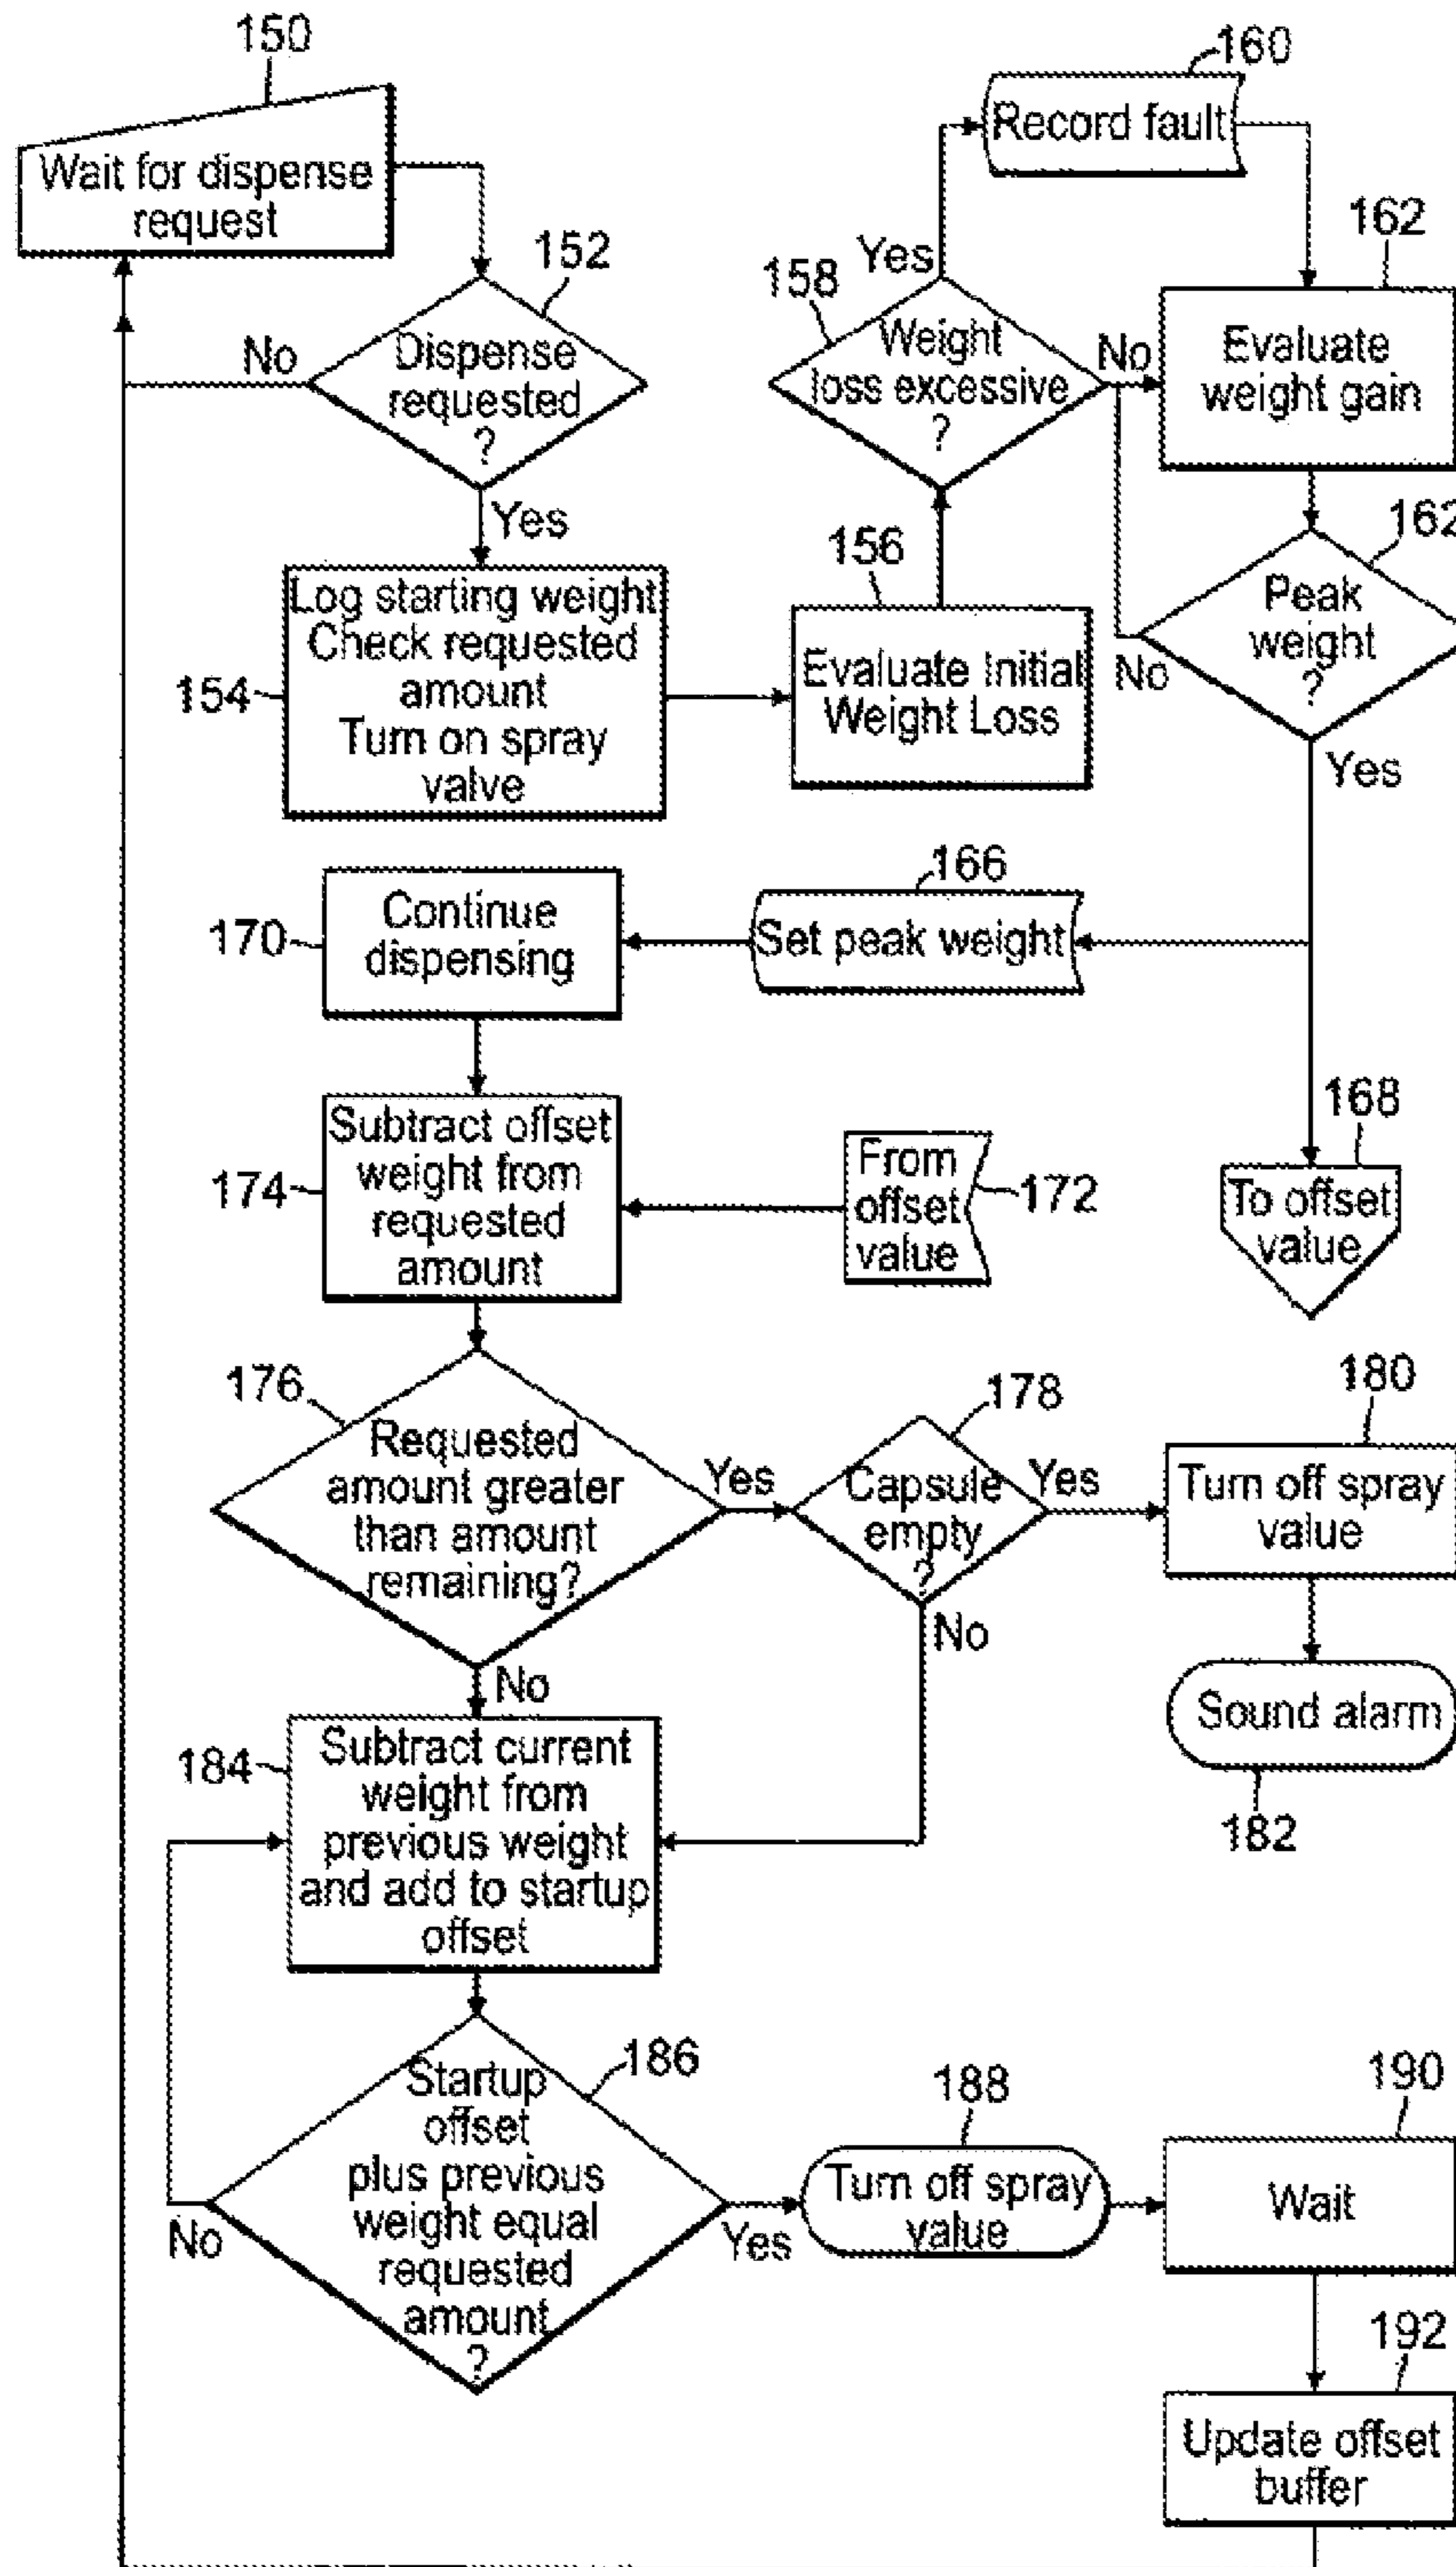 150
Wait for dispense
request
152
Dispense
requested
?
No
Yes
Log starting weight
Check requested
amount
Turn on spray
valve
154
156
Evaluate Initial
Weight Loss
158
Weight
loss excessive
?
Yes
No
160
Record fault
162
Evaluate
weight gain
162
Peak
weight
?
No
Yes
166
Set peak weight
168
To offset
value
170
Continue
dispensing
172
From
offset
value
174
Subtract offset
weight from
requested
amount
176
Requested
amount greater
than amount
remaining?
Yes
No
178
Capsule
empty
?
Yes
No
180
Turn off spray
value
Sound alarm
182
184
Subtract current
weight from
previous weight
and add to startup
offset
186
Startup
offset
plus previous
weight equal
requested
amount
?
No
Yes
188
Turn off spray
value
190
Wait
192
Update offset
buffer